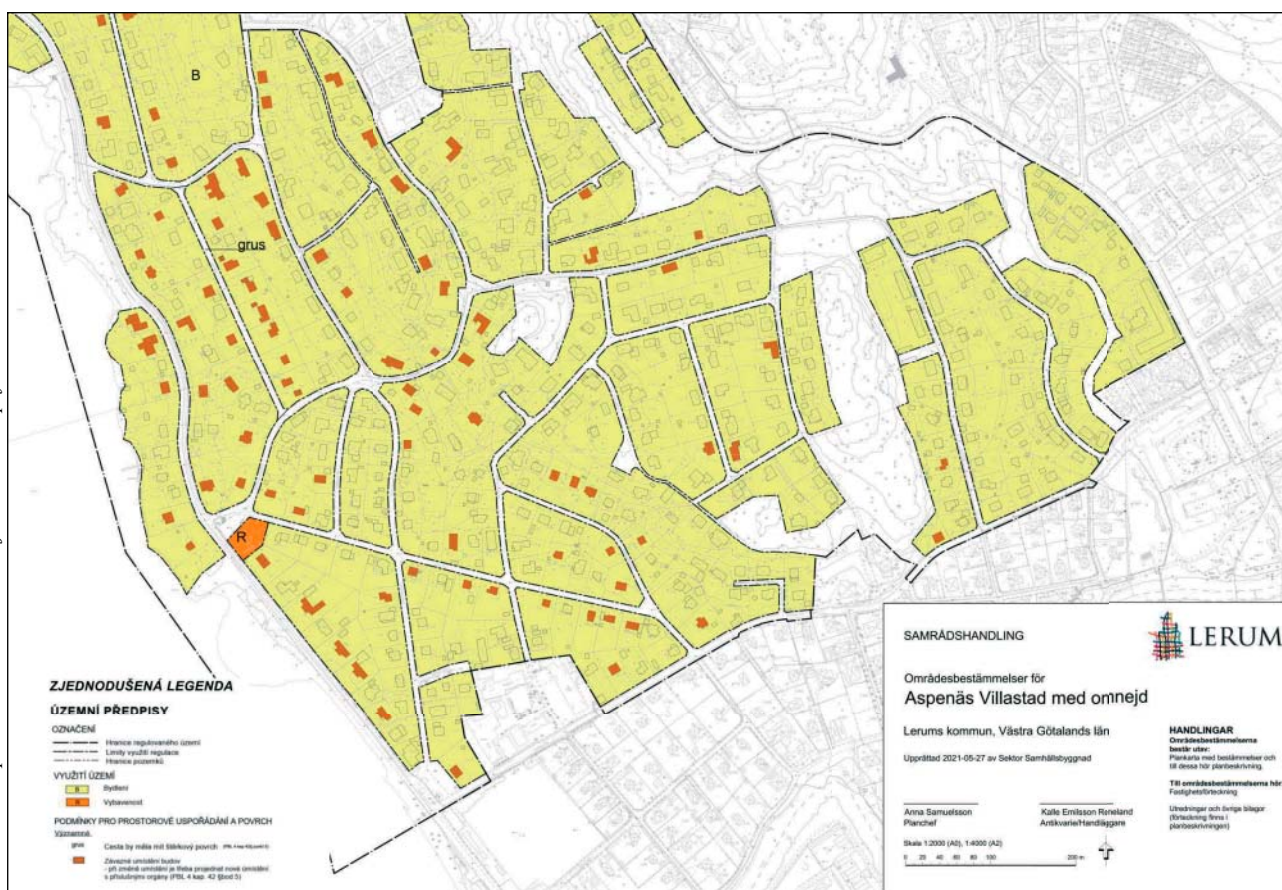 B
grus
R
ZJEDNODUŠENÁ LEGENDA
ÚZEMNÍ PŘEDPISY
OZNAČENÍ
Hranice regulovaného území
Limity využití regulace
Hranice pozemků
VYUŽITÍ ÚZEMÍ
B Bydlení
R Vybavenost
PODMÍNKY PRO PROSTOROVÉ USPOŘÁDÁNÍ A POVRCH
Významná
grus Cesta by měla mít štěrkový povrch
Závazné umístění budov
- při změně umístění je třeba projednat nové umístění
s příslušnými orgány (PBL 4 kap. 42 §bod 5)
SAMRÅDSHANDLING
LERUM
Områdesbestämmelser för
Aspenäs Villastad med omnejd
Lerums kommun, Västra Götalands län
Upprättad 2021-05-27 av Sektor Samhällsbyggnad
Anna Samuelsson
Planchef
Kalle Emilsson Reneland
Antikvarie/Handläggare
Skala 1:2000 (A0), 1:4000 (A2)
0 20 40 60 80 100 200 m
HANDLINGAR
Områdesbestämmelserna
består utav:
Plankarta med bestämmelser och
till dessa hör planbeskrivning.
Till områdesbestämmelserna hör:
Fastighetsförteckning
Utredningar och övriga bilagor
(förteckning finns i
planbeskrivningen)